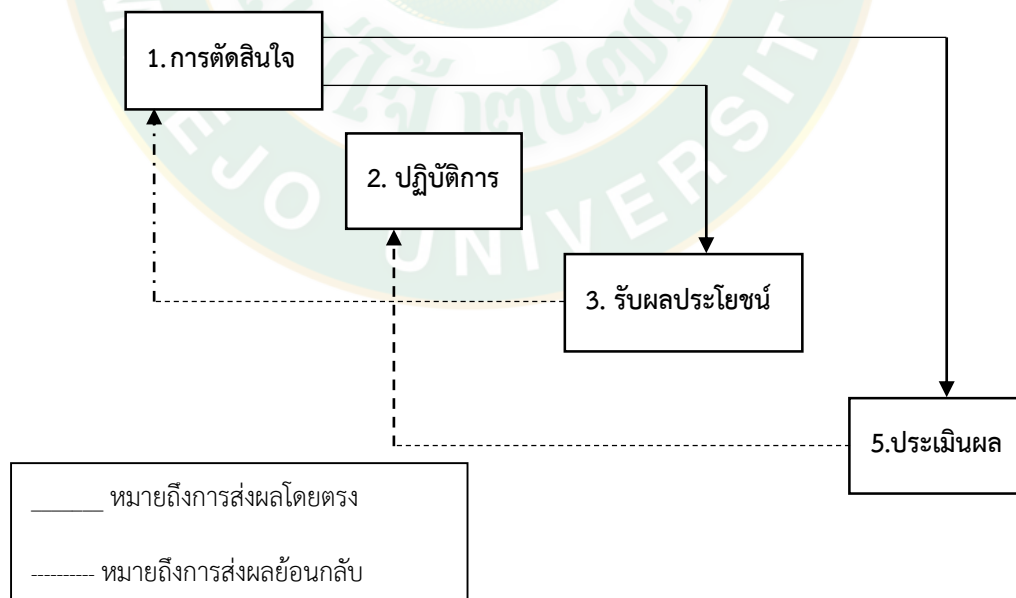 1. การตัดสินใจ
2. ปฏิบัติการ
3. รับผลประโยชน์
5.ประเมินผล
______ หมายถึงการส่งผลโดยตรง
---------- หมายถึงการส่งผลย้อนกลับ
EJO UNIVERSIT